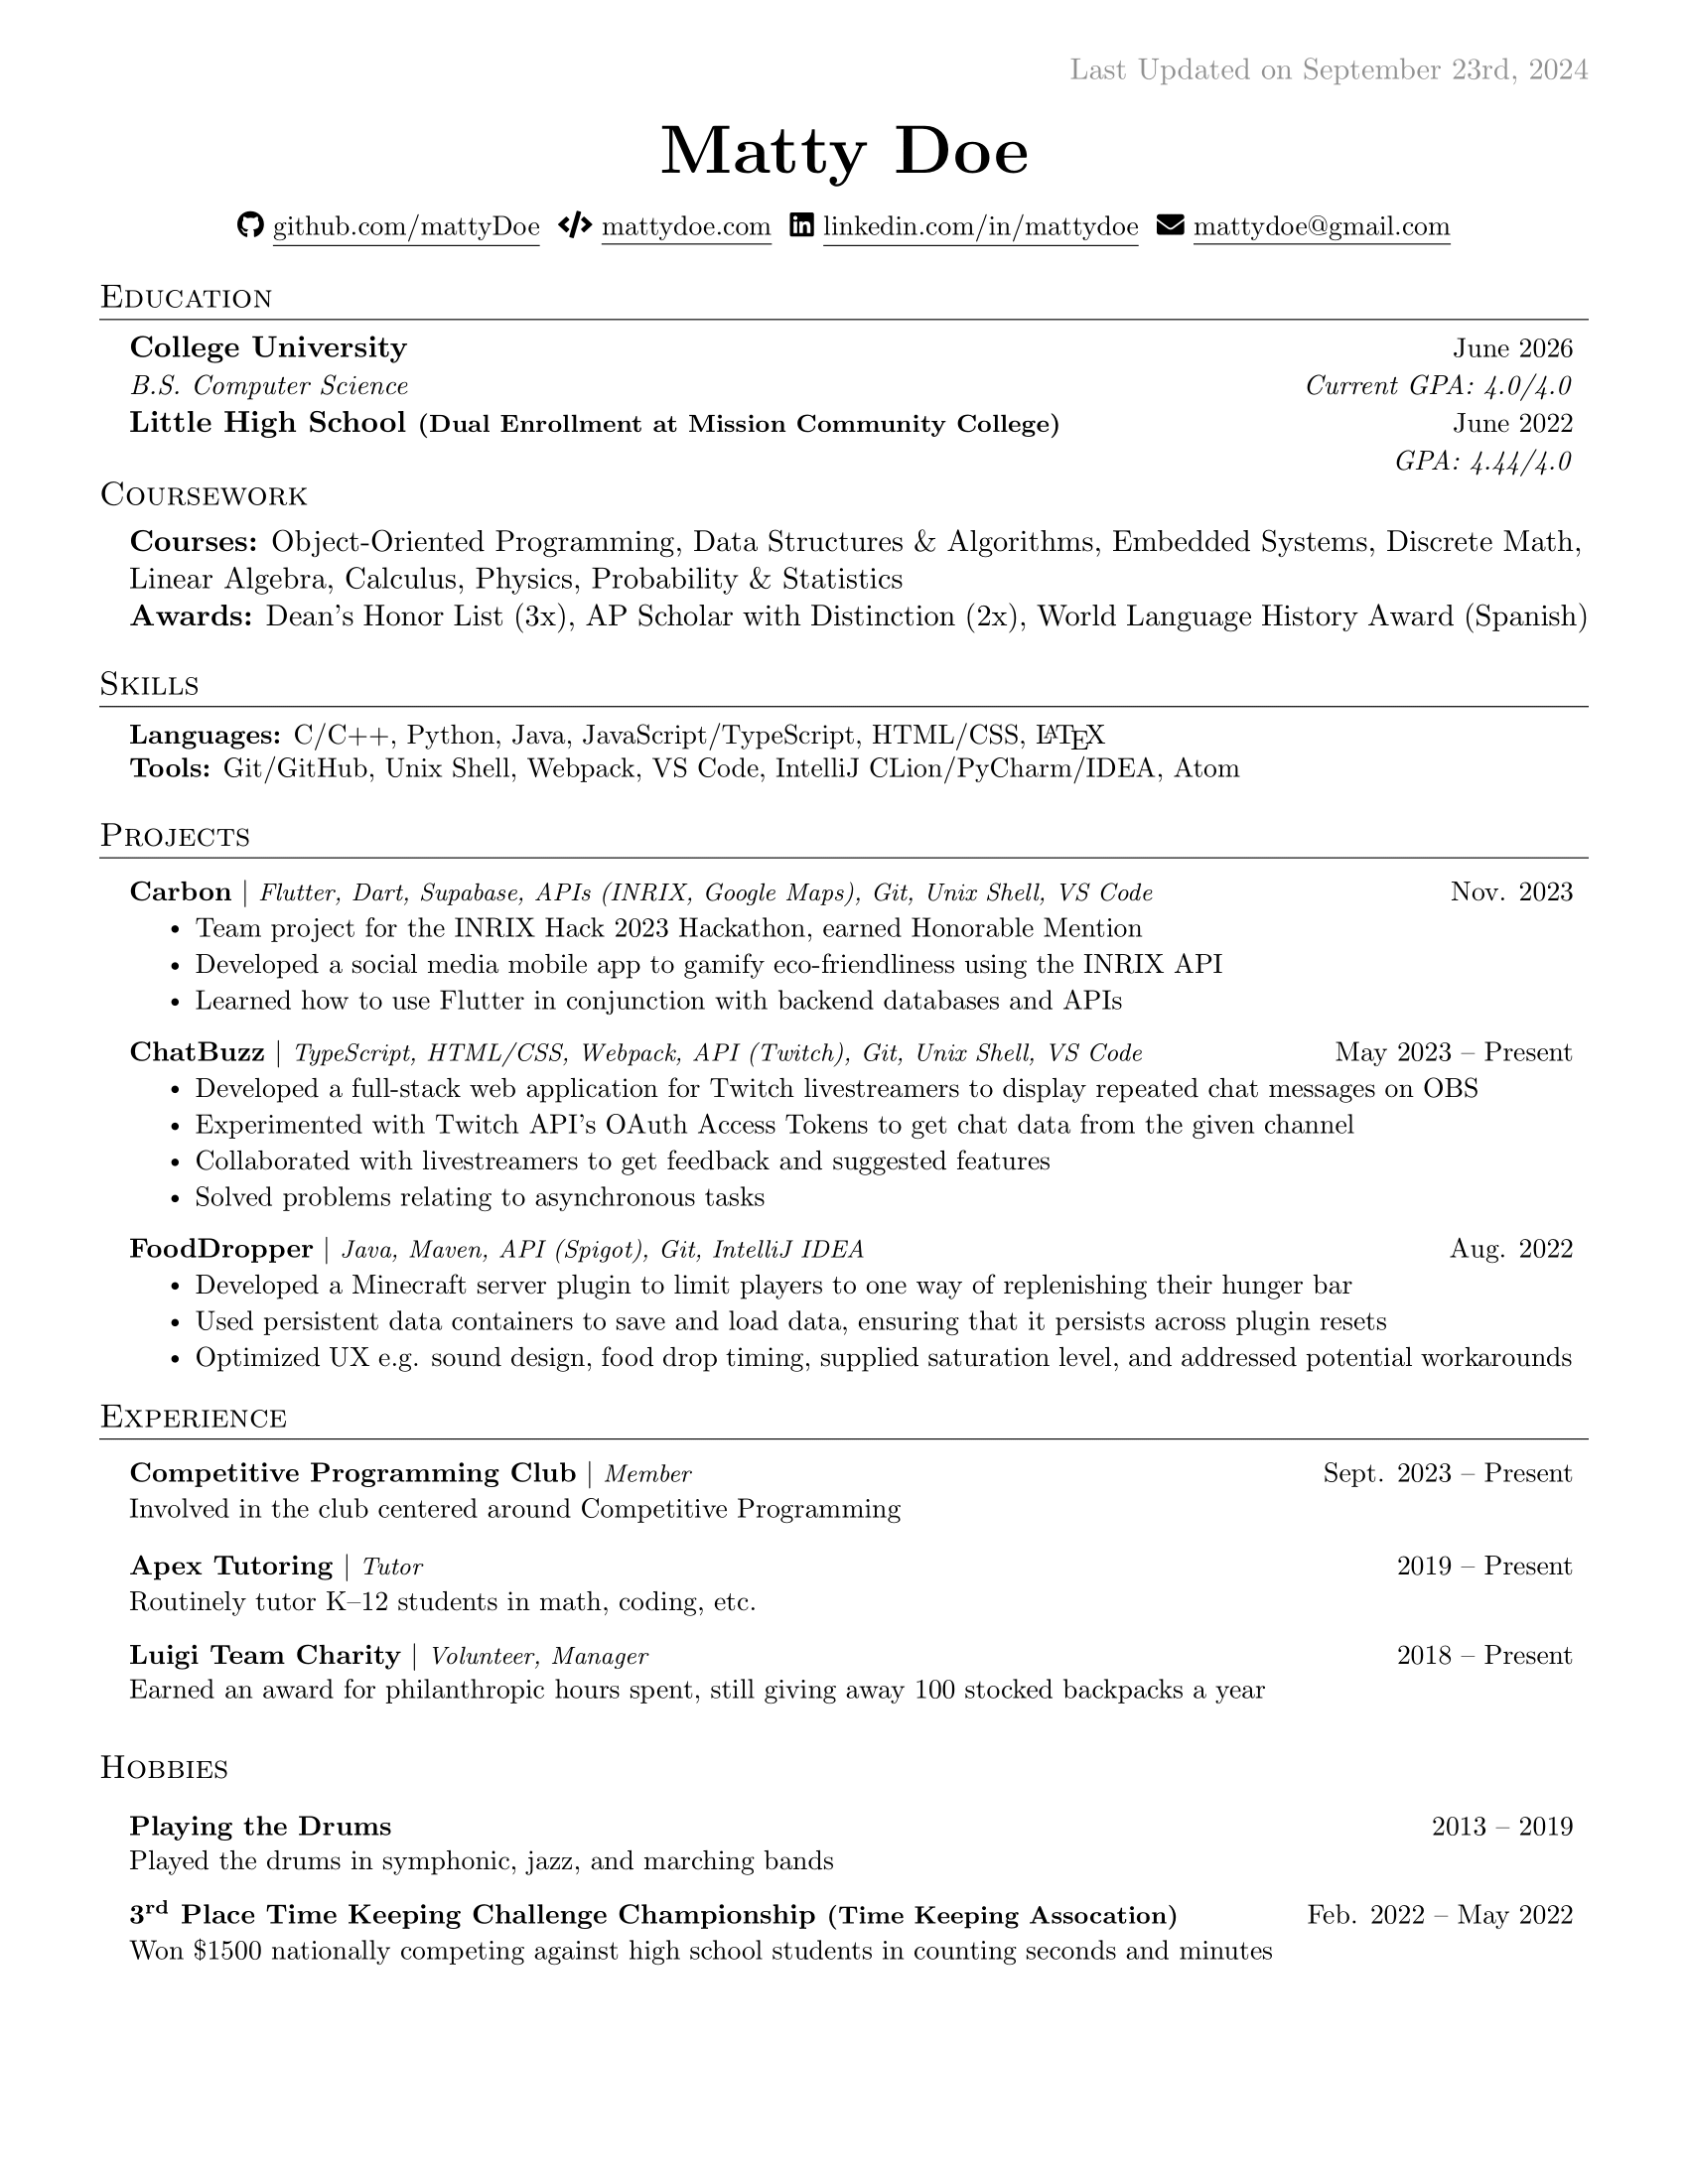 Last Updated on September 23rd, 2024
Matty Doe
github.com/mattyDoe mattydoe.com linkedin.com/in/mattydoe mattydoe@gmail.com
Education
College University June 2026
B.S. Computer Science Current GPA: 4.0/4.0
Little High School (Dual Enrollment at Mission Community College) June 2022
GPA: 4.44/4.0
Coursework
Courses: Object-Oriented Programming, Data Structures & Algorithms, Embedded Systems, Discrete Math,
Linear Algebra, Calculus, Physics, Probability & Statistics
Awards: Dean's Honor List (3x), AP Scholar with Distinction (2x), World Language History Award (Spanish)
Skills
Languages: C/C++, Python, Java, JavaScript/TypeScript, HTML/CSS, LATEX
Tools: Git/GitHub, Unix Shell, Webpack, VS Code, IntelliJ CLion/PyCharm/IDEA, Atom
Projects
Carbon | Flutter, Dart, Supabase, APIs (INRIX, Google Maps), Git, Unix Shell, VS Code Nov. 2023
• Team project for the INRIX Hack 2023 Hackathon, earned Honorable Mention
• Developed a social media mobile app to gamify eco-friendliness using the INRIX API
• Learned how to use Flutter in conjunction with backend databases and APIs
ChatBuzz | TypeScript, HTML/CSS, Webpack, API (Twitch), Git, Unix Shell, VS Code May 2023 – Present
• Developed a full-stack web application for Twitch livestreamers to display repeated chat messages on OBS
• Experimented with Twitch API's OAuth Access Tokens to get chat data from the given channel
• Collaborated with livestreamers to get feedback and suggested features
• Solved problems relating to asynchronous tasks
FoodDropper | Java, Maven, API (Spigot), Git, IntelliJ IDEA Aug. 2022
• Developed a Minecraft server plugin to limit players to one way of replenishing their hunger bar
• Used persistent data containers to save and load data, ensuring that it persists across plugin resets
• Optimized UX e.g. sound design, food drop timing, supplied saturation level, and addressed potential workarounds
Experience
Competitive Programming Club | Member Sept. 2023 – Present
Involved in the club centered around Competitive Programming
Apex Tutoring | Tutor 2019 – Present
Routinely tutor K–12 students in math, coding, etc.
Luigi Team Charity | Volunteer, Manager 2018 – Present
Earned an award for philanthropic hours spent, still giving away 100 stocked backpacks a year
Hobbies
Playing the Drums 2013 – 2019
Played the drums in symphonic, jazz, and marching bands
3rd Place Time Keeping Challenge Championship (Time Keeping Assocation) Feb. 2022 – May 2022
Won $1500 nationally competing against high school students in counting seconds and minutes